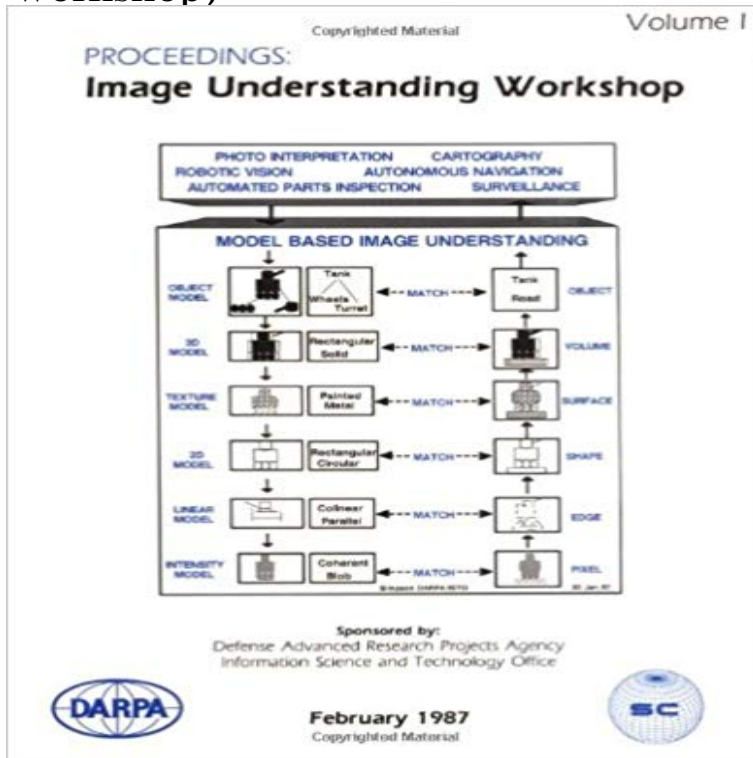 Workshop)
Copyrighted Material
Volume I
PROCEEDINGS:
Image Understanding Workshop
PHOTO INTERPRETATION CARTOGRAPHY
ROBOTIC VISION AUTONOMOUS NAVIGATION
AUTOMATED PARTS INSPECTION SURVEILLANCE
MODEL BASED IMAGE UNDERSTANDING
OBJECT MODEL
Tank
Wheels Turret
MATCH
Tank
Road
OBJECT
3D MODEL
Rectangular Solid
MATCH
VOLUME
TEXTURE MODEL
Painted Metal
MATCH
SURFACE
2D MODEL
Rectangular Circular
MATCH
SHAPE
LINEAR MODEL
Colinear Parallel
MATCH
EDGE
INTENSITY MODEL
Coherent Blob
MATCH
PIXEL
Sponsored by:
Defense Advanced Research Projects Agency
Information Science and Technology Office
DARPA
SC
February 1987
Copyrighted Material